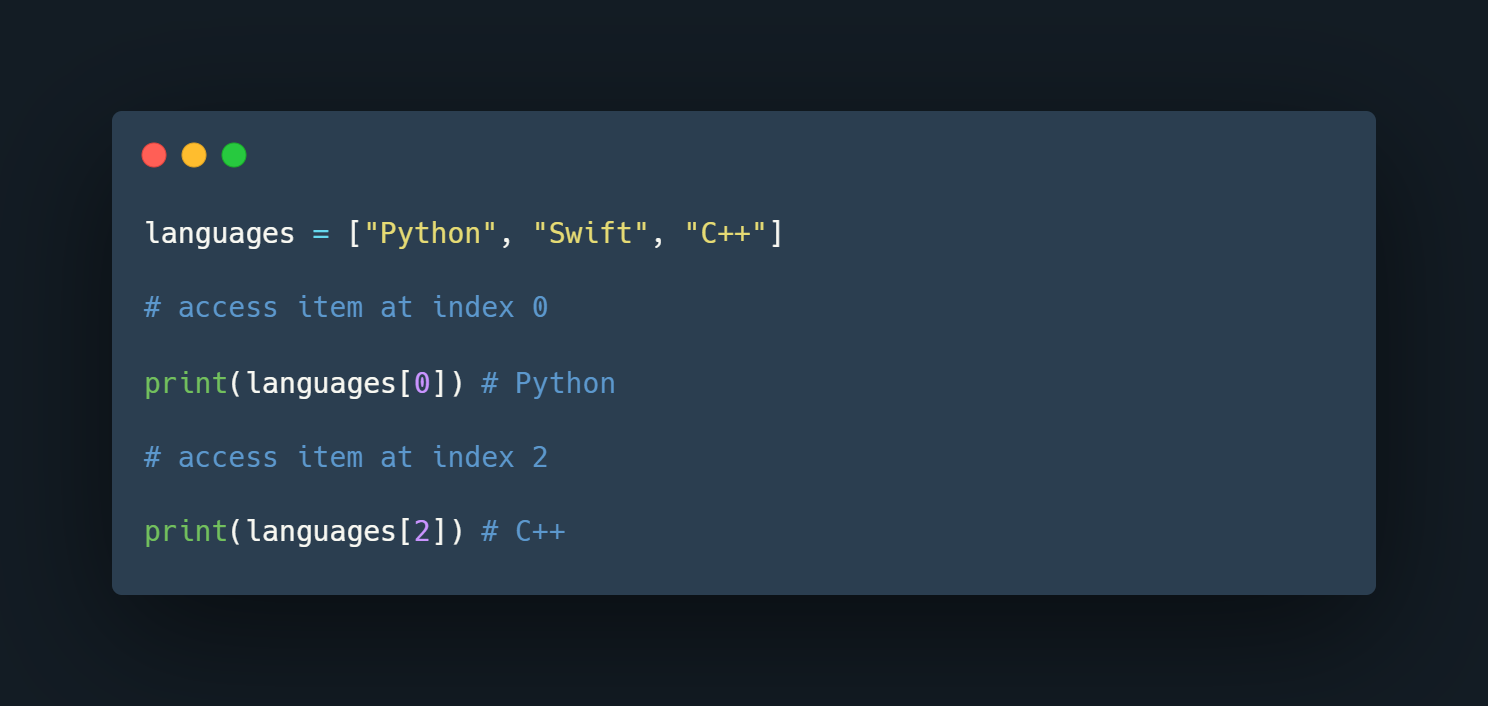 languages = ["Python", "Swift", "C++"]
# access item at index 0
print(languages[0]) # Python
# access item at index 2
print(languages[2]) # C++